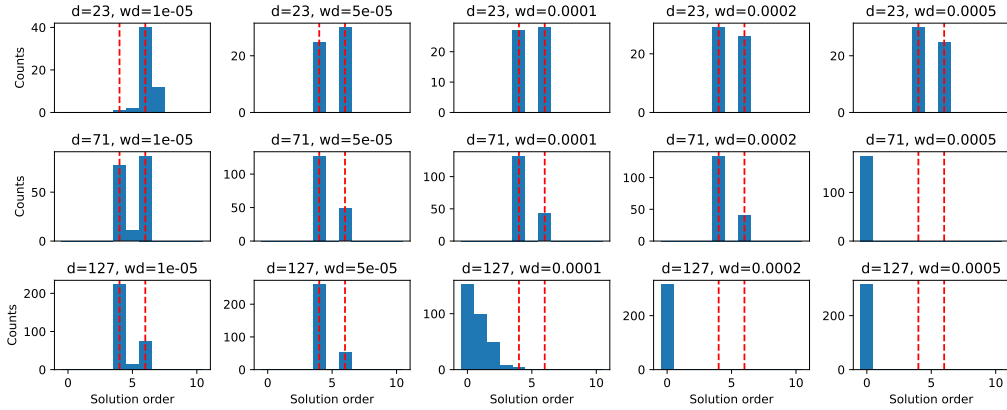 d=23, wd=1e-05
d=23, wd=5e-05
d=23, wd=0.0001
d=23, wd=0.0002
d=23, wd=0.0005
Counts
40
20
0
20
0
20
0
20
0
20
0
d=71, wd=1e-05
d=71, wd=5e-05
d=71, wd=0.0001
d=71, wd=0.0002
d=71, wd=0.0005
Counts
50
0
100
50
0
100
50
0
100
50
0
100
0
d=127, wd=1e-05
d=127, wd=5e-05
d=127, wd=0.0001
d=127, wd=0.0002
d=127, wd=0.0005
Counts
200
100
0
200
100
0
100
0
200
0
200
0
0 5 10
0 5 10
0 5 10
0 5 10
0 5 10
Solution order
Solution order
Solution order
Solution order
Solution order